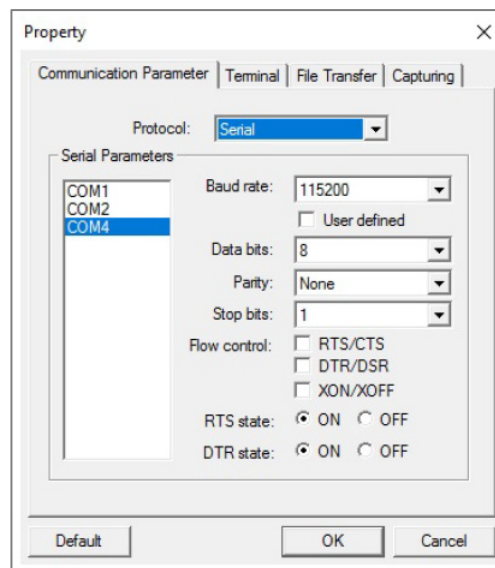 Property
Communication Parameter Terminal File Transfer Capturing
Protocol: Serial
Serial Parameters
COM1
COM2
COM4
Baud rate: 115200
User defined
Data bits: 8
Parity: None
Stop bits: 1
Flow control: RTS/CTS
DTR/DSR
XON/XOFF
RTS state: ON OFF
DTR state: ON OFF
Default OK Cancel